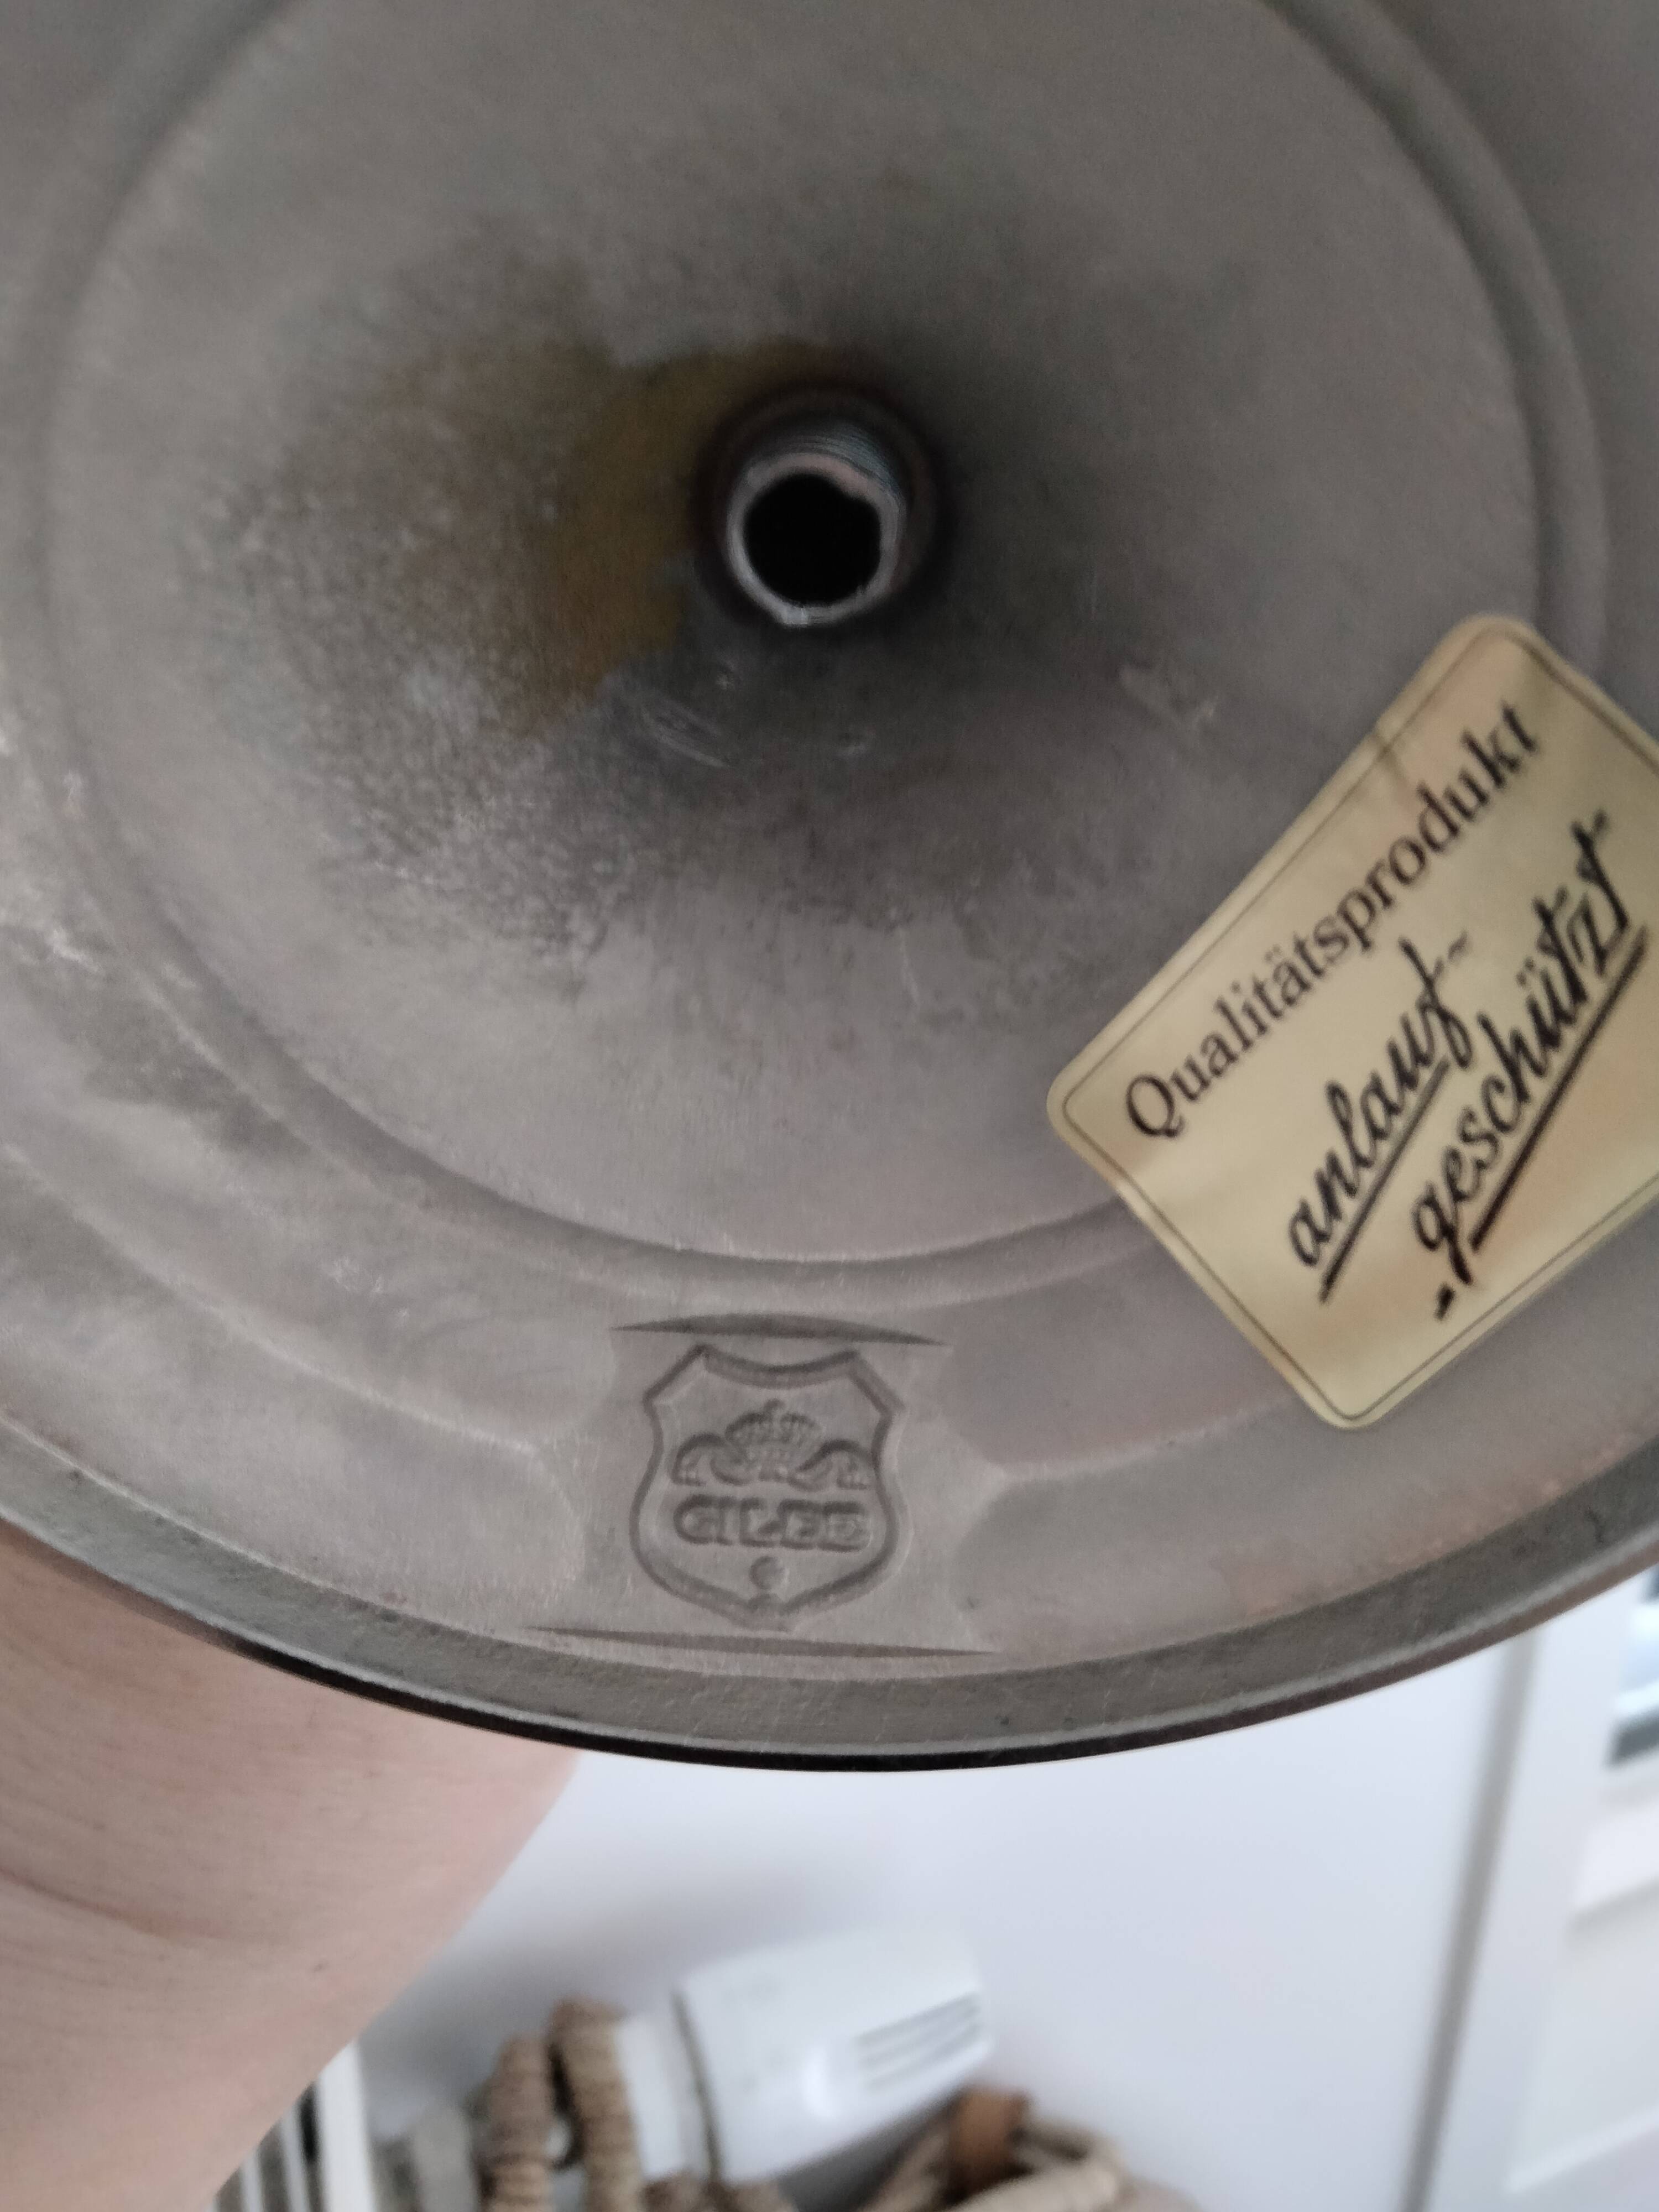 Qualitätsprodukt
anlauf-
geschützt
GILDE